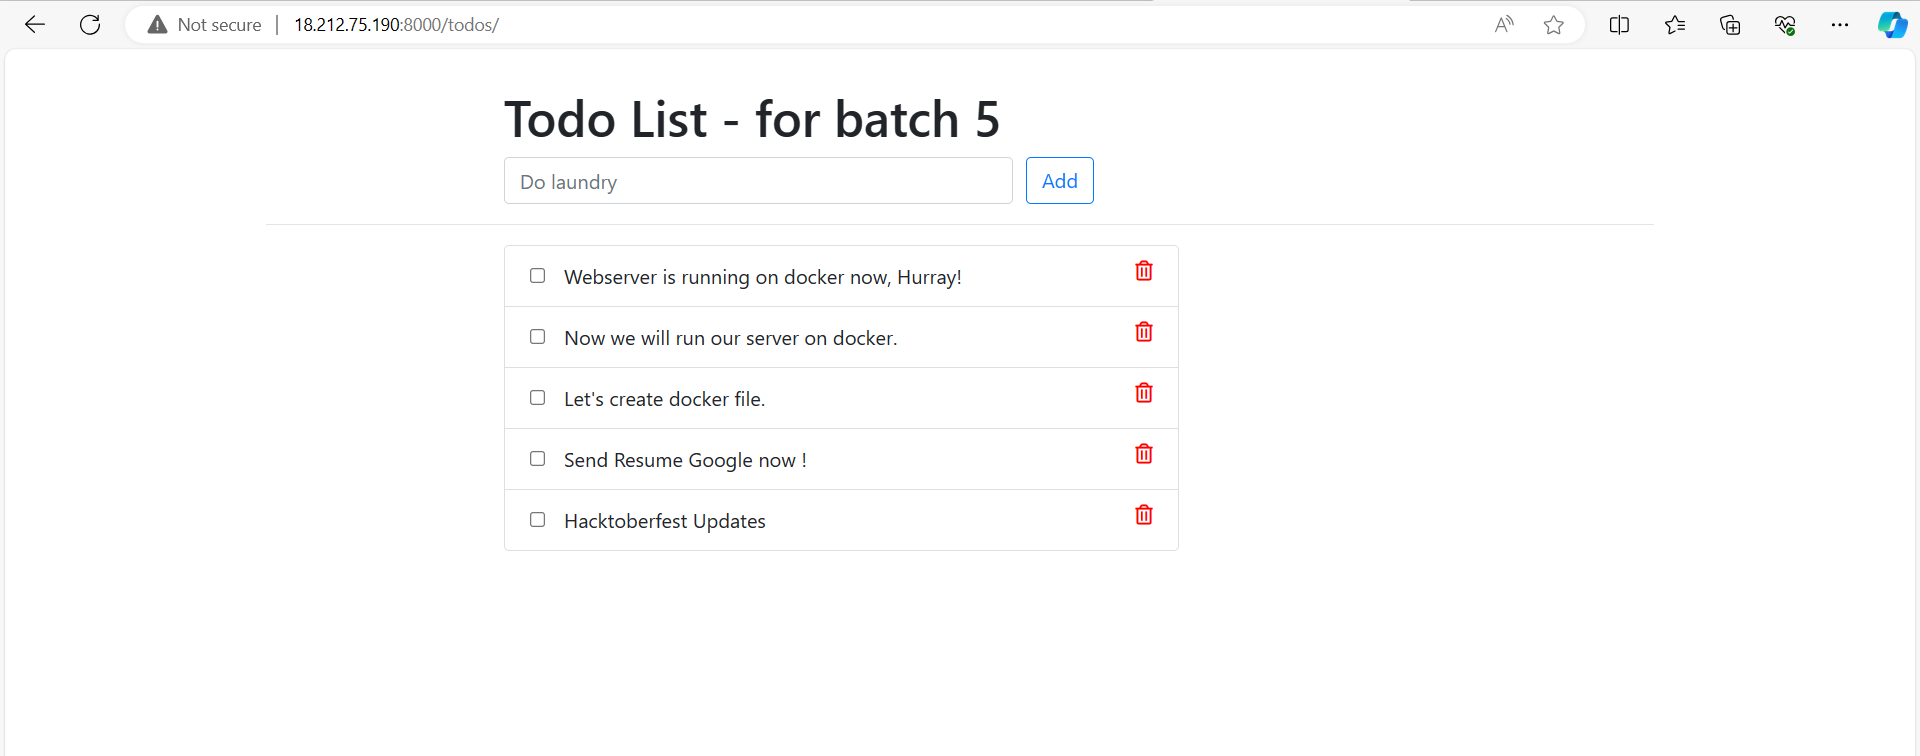 Not secure | 18.212.75.190:8000/todos/
Todo List - for batch 5
Do laundry
Add
Webserver is running on docker now, Hurray!
Now we will run our server on docker.
Let's create docker file.
Send Resume Google now !
Hacktoberfest Updates